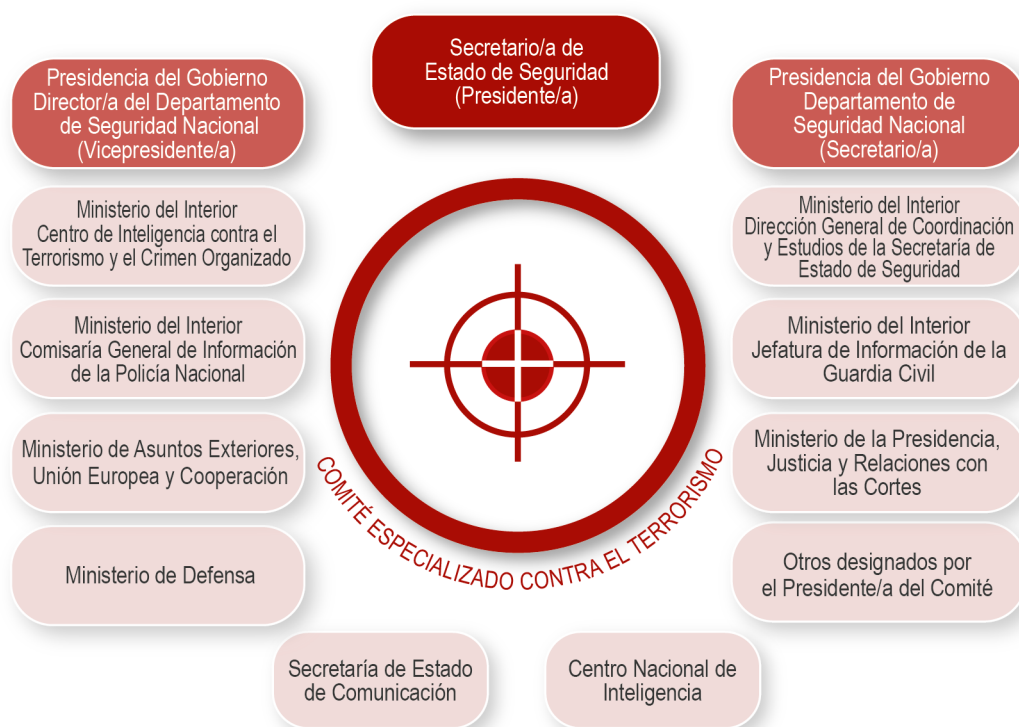 Secretario/a de
Estado de Seguridad
(Presidente/a)
Presidencia del Gobierno
Director/a del Departamento
de Seguridad Nacional
(Vicepresidente/a)
Presidencia del Gobierno
Departamento de
Seguridad Nacional
(Secretario/a)
Ministerio del Interior
Centro de Inteligencia contra el
Terrorismo y el Crimen Organizado
Ministerio del Interior
Dirección General de Coordinación
y Estudios de la Secretaría de
Estado de Seguridad
Ministerio del Interior
Comisaría General de Información
de la Policía Nacional
Ministerio del Interior
Jefatura de Información de la
Guardia Civil
Ministerio de Asuntos Exteriores,
Unión Europea y Cooperación
Ministerio de la Presidencia,
Justicia y Relaciones con
las Cortes
COMITÉ ESPECIALIZADO CONTRA EL TERRORISMO
Ministerio de Defensa
Otros designados por
el Presidente/a del Comité
Secretaría de Estado
de Comunicación
Centro Nacional de
Inteligencia